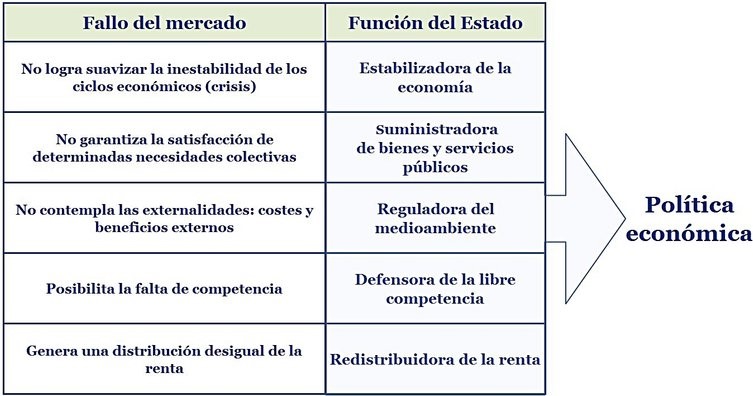 Fallo del mercado
Función del Estado
No logra suavizar la inestabilidad de los
ciclos económicos (crisis)
Estabilizadora de la
economía
No garantiza la satisfacción de
determinadas necesidades colectivas
Suministradora
de bienes y servicios
públicos
No contempla las externalidades: costes y
beneficios externos
Reguladora del
medioambiente
Posibilita la falta de competencia
Defensora de la libre
competencia
Genera una distribución desigual de la
renta
Redistribuidora de la renta
Política
económica